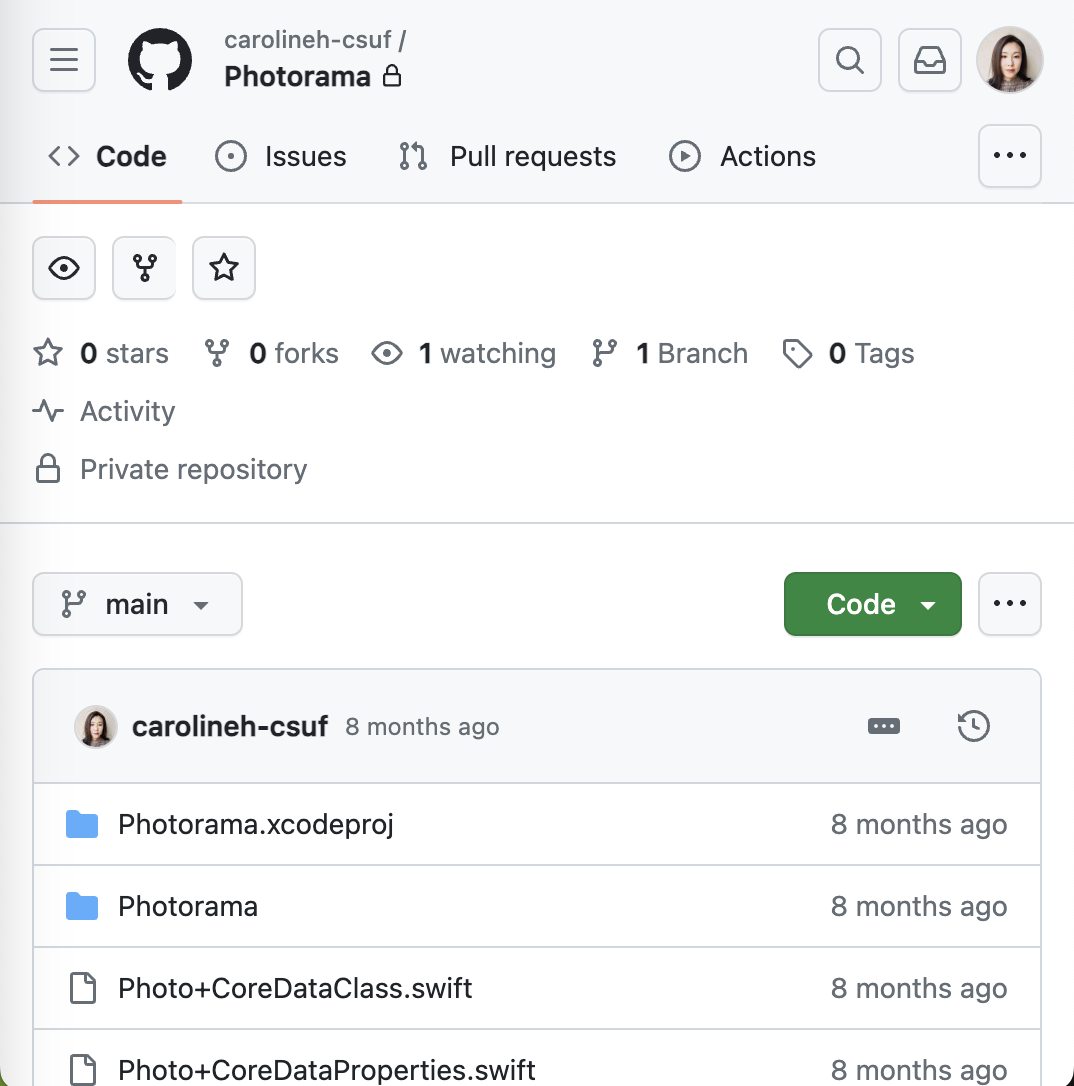 carolineh-csuf /
Photorama
Code Issues Pull requests Actions
0 stars 0 forks 1 watching 1 Branch 0 Tags
Activity
Private repository
main Code
carolineh-csuf 8 months ago
Photorama.xcodeproj 8 months ago
Photorama 8 months ago
Photo+CoreDataClass.swift 8 months ago
Photo+CoreDataProperties.swift 8 months ago